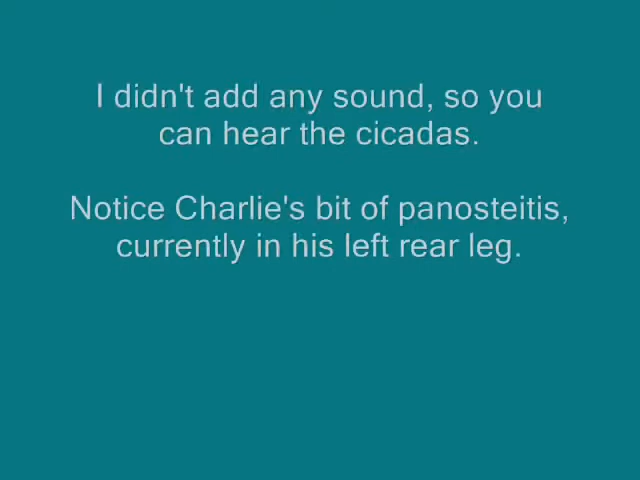 I didn't add any sound, so you
can hear the cicadas.
Notice Charlie's bit of panosteitis,
currently in his left rear leg.